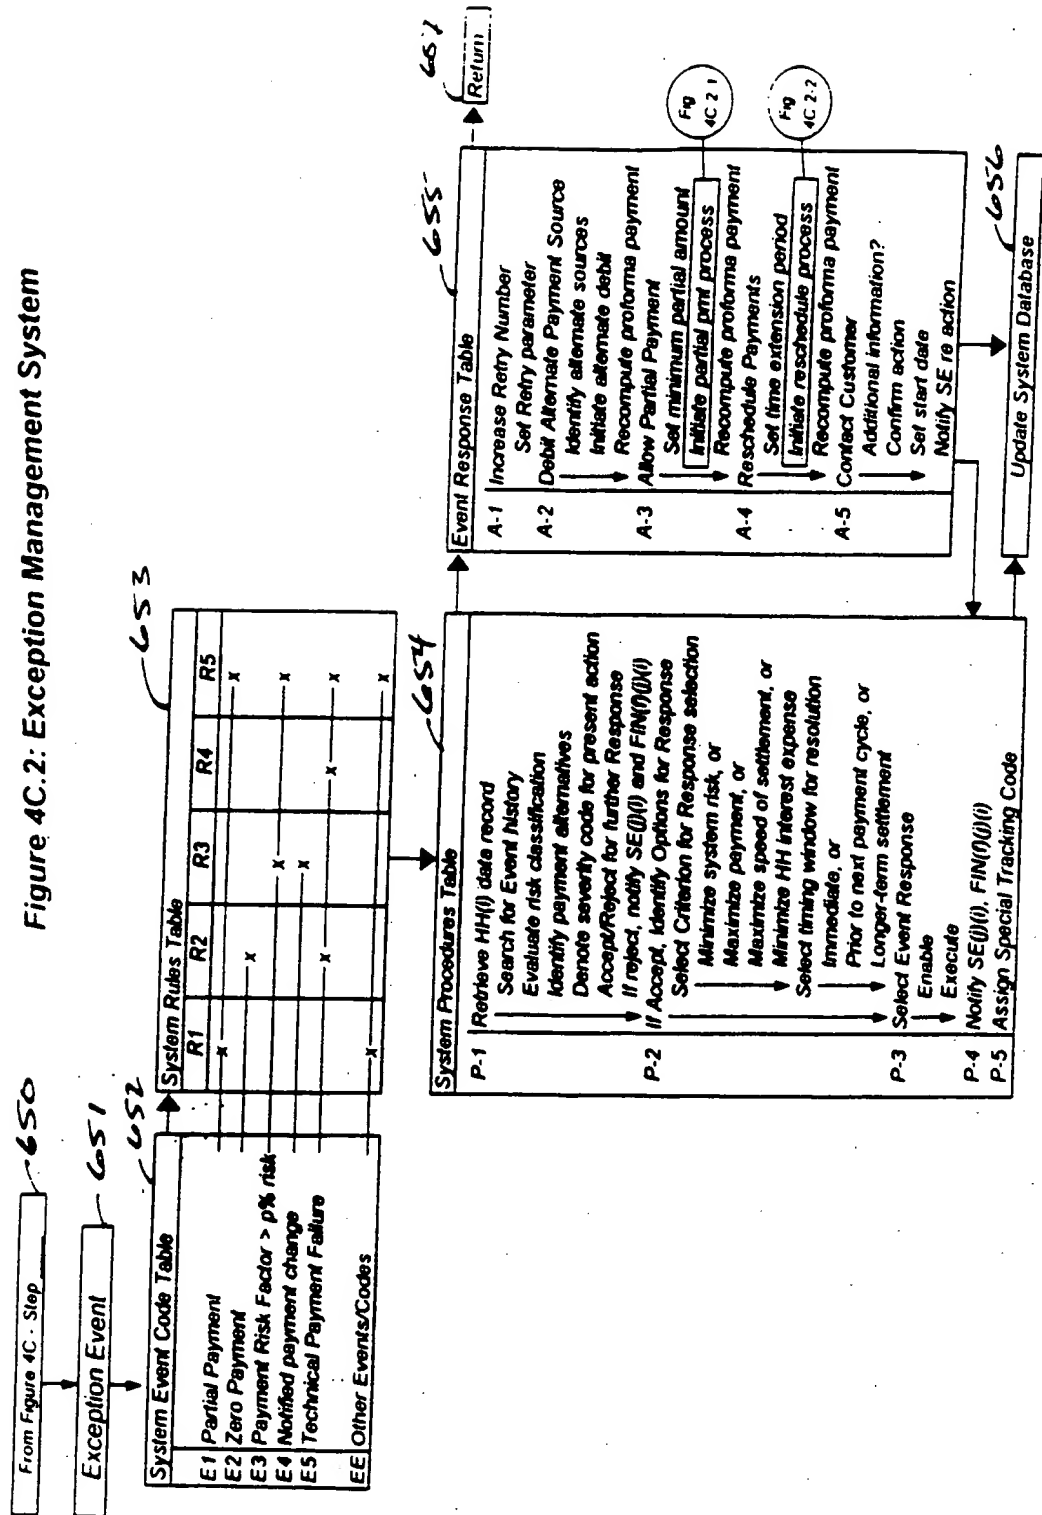 Figure 4C.2: Exception Management System
From Figure 4C - Step
650
Exception Event
651
652
System Event Code Table
E1 Partial Payment
E2 Zero Payment
E3 Payment Risk Factor > p% risk
E4 Notified payment change
E5 Technical Payment Failure
EE Other Events/Codes
653
System Rules Table
R1 R2 R3 R4 R5
x x
x
x x
x
x x x
x x
654
System Procedures Table
P-1 Retrieve HH(i) data record
Search for Event history
Evaluate risk classification
Identify payment alternatives
Denote severity code for present action
Accept/Reject for further Response
If reject, notify SE(j)(i) and FIN(f)(j)(i)
P-2 If Accept, Identify Options for Response
Select Criterion for Response selection
Minimize system risk, or
Maximize payment, or
Maximize speed of settlement, or
Minimize HH interest expense
Select timing window for resolution
Immediate, or
Prior to next payment cycle, or
Longer-term settlement
P-3 Select Event Response
Enable
Execute
P-4 Notify SE(j)(i), FIN(f)(j)(i)
P-5 Assign Special Tracking Code
655
Event Response Table
A-1 Increase Retry Number
Set Retry parameter
A-2 Debit Alternate Payment Source
Identify alternate sources
Initiate alternate debit
Recompute proforma payment
A-3 Allow Partial Payment
Set minimum partial amount
Initiate partial pmt process
Recompute proforma payment
A-4 Reschedule Payments
Set time extension period
Initiate reschedule process
Recompute proforma payment
A-5 Contact Customer
Additional information?
Confirm action
Set start date
Notify SE re action
Fig
4C 2 1
Fig
4C 2-2
657
Return
656
Update System Database